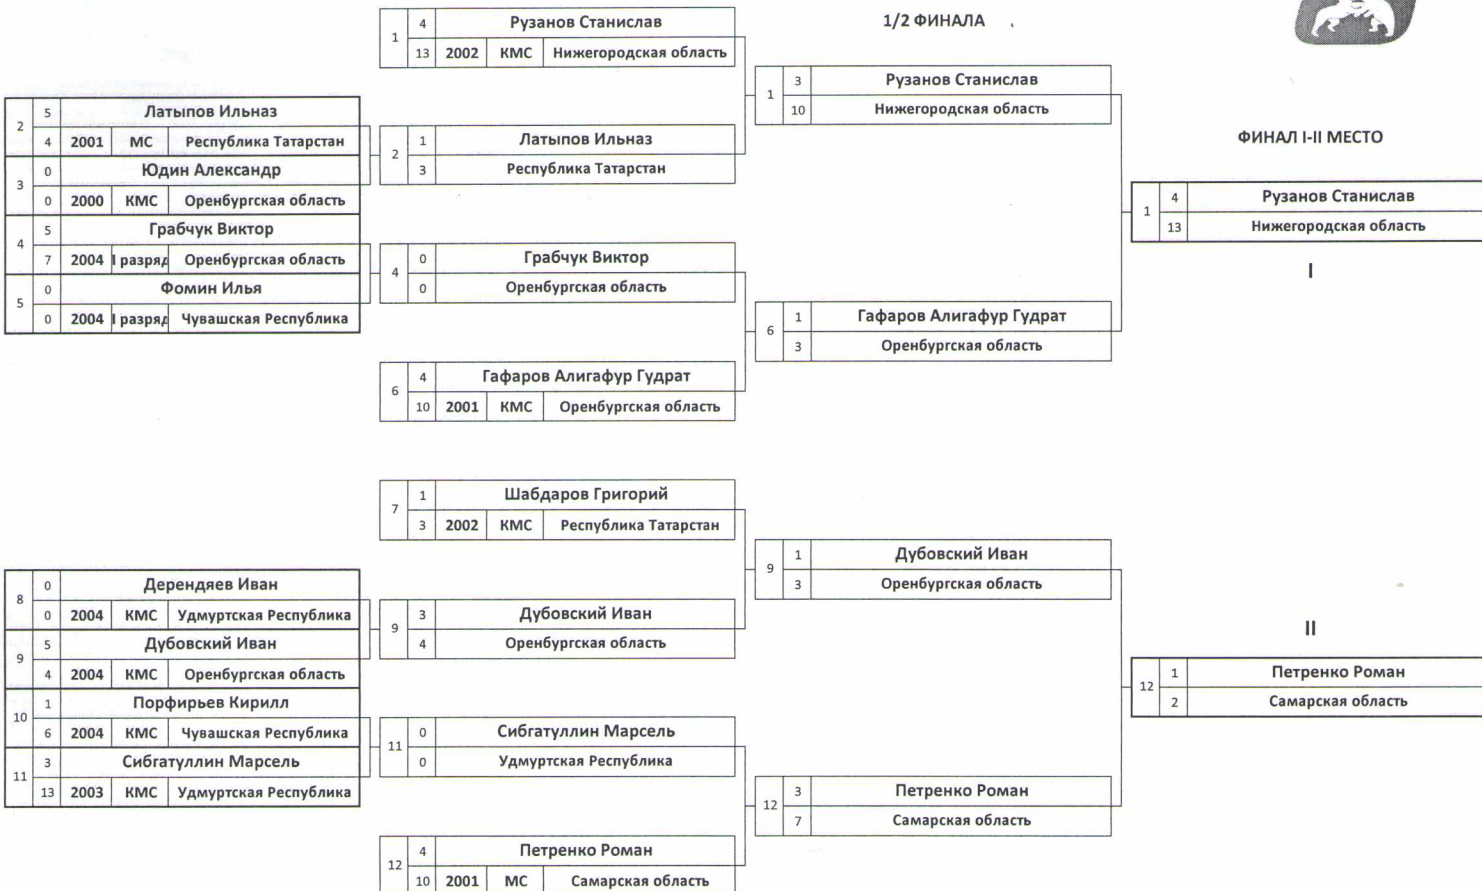 1/2 ФИНАЛА
ФИНАЛ I-II МЕСТО
2 5 Латыпов Ильназ
4 2001 МС Республика Татарстан
3 0 Юдин Александр
0 2000 КМС Оренбургская область
4 5 Грабчук Виктор
7 2004 I разряд Оренбургская область
5 0 Фомин Илья
0 2004 I разряд Чувашская Республика
8 0 Дерендяев Иван
0 2004 КМС Удмуртская Республика
9 5 Дубовский Иван
4 2004 КМС Оренбургская область
10 1 Порфирьев Кирилл
6 2004 КМС Чувашская Республика
11 3 Сибгатуллин Марсель
13 2003 КМС Удмуртская Республика
1 4 Рузанов Станислав
13 2002 КМС Нижегородская область
2 1 Латыпов Ильназ
3 Республика Татарстан
4 0 Грабчук Виктор
0 Оренбургская область
6 4 Гафаров Алигафур Гудрат
10 2001 КМС Оренбургская область
7 1 Шабдаров Григорий
3 2002 КМС Республика Татарстан
9 3 Дубовский Иван
4 Оренбургская область
11 0 Сибгатуллин Марсель
0 Удмуртская Республика
12 4 Петренко Роман
10 2001 МС Самарская область
1 3 Рузанов Станислав
10 Нижегородская область
6 1 Гафаров Алигафур Гудрат
3 Оренбургская область
9 1 Дубовский Иван
3 Оренбургская область
12 3 Петренко Роман
7 Самарская область
1 4 Рузанов Станислав
13 Нижегородская область
I
II
12 1 Петренко Роман
2 Самарская область